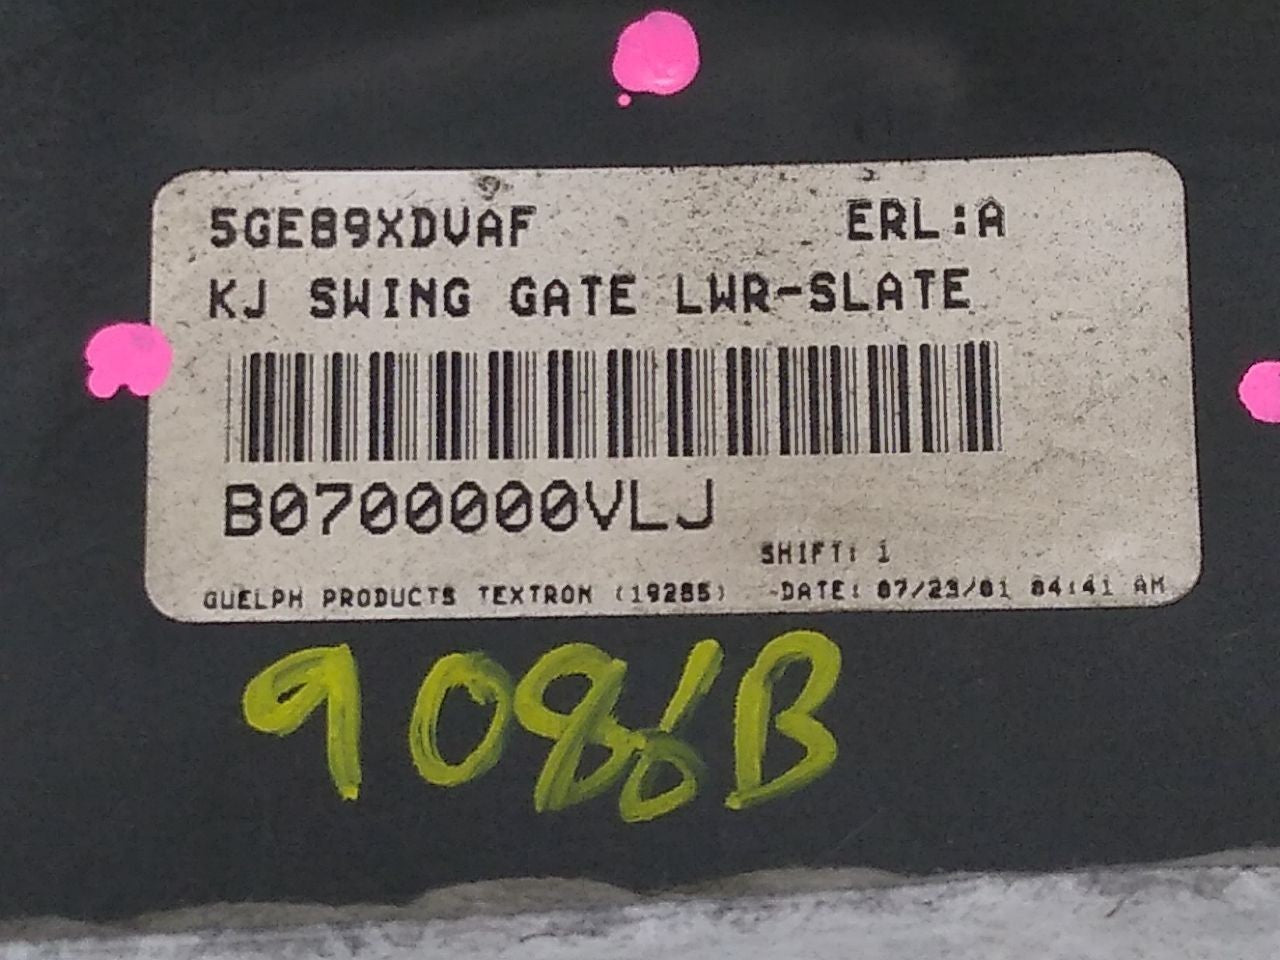 5GE89XDVAF ERL:A
KJ SWING GATE LWR-SLATE
B0700000VLJ
SHIFT: 1
GUELPH PRODUCTS TEXTRON (19285) -DATE: 07/23/01 04:41 AM
9086B